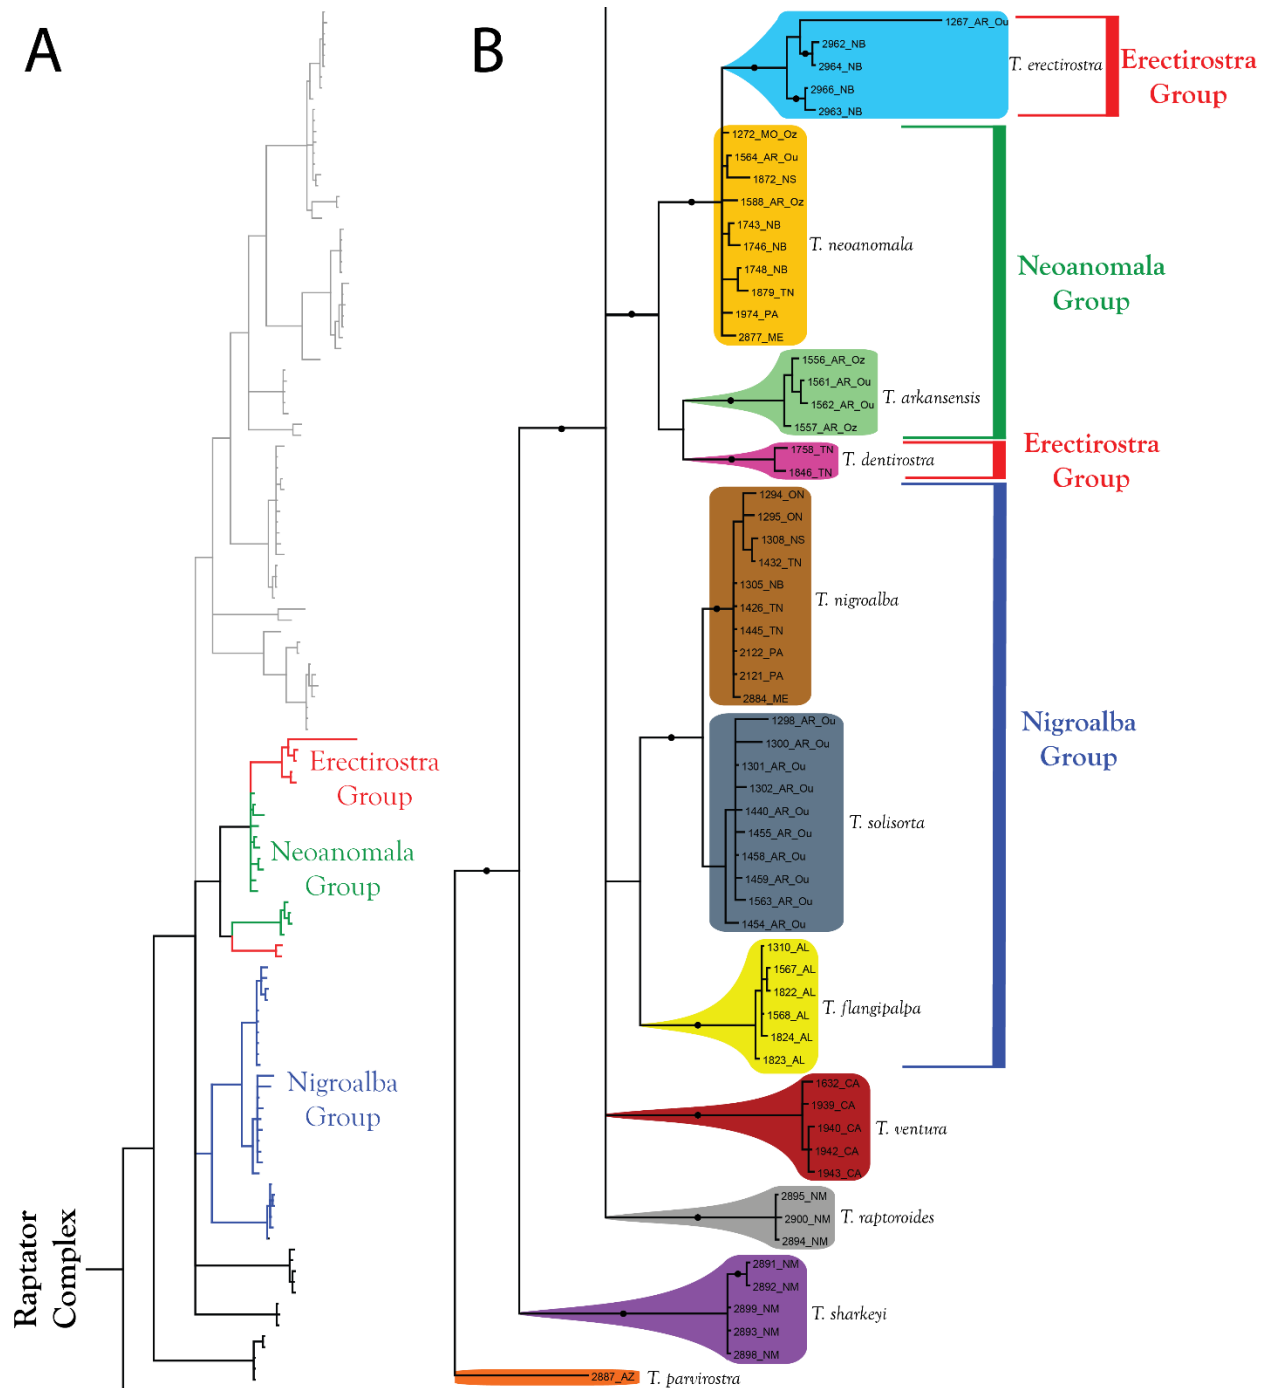 A
Erectirostra
Group
Neoanomala
Group
Nigroalba
Group
Raptator
Complex
B
1267_AR_Ou
2962_NB
2964_NB
2966_NB
2963_NB
T. erectirostra
Erectirostra
Group
1272_MO_Oz
1564_AR_Ou
1872_NS
1588_AR_Oz
1743_NB
1746_NB
1748_NB
1879_TN
1974_PA
2877_ME
T. neoanomala
1556_AR_Oz
1561_AR_Ou
1562_AR_Ou
1557_AR_Oz
T. arkansensis
Neoanomala
Group
1758_TN
1846_TN
T. dentirostra
Erectirostra
Group
1294_ON
1295_ON
1308_NS
1432_TN
1305_NB
1426_TN
1445_TN
2122_PA
2121_PA
2884_ME
T. nigroalba
1298_AR_Ou
1300_AR_Ou
1301_AR_Ou
1302_AR_Ou
1440_AR_Ou
1455_AR_Ou
1458_AR_Ou
1459_AR_Ou
1563_AR_Ou
1454_AR_Ou
T. solisorta
1310_AL
1567_AL
1822_AL
1568_AL
1824_AL
1823_AL
T. flangipalpa
Nigroalba
Group
1632_CA
1939_CA
1940_CA
1942_CA
1943_CA
T. ventura
2895_NM
2900_NM
2894_NM
T. raptoroides
2891_NM
2892_NM
2899_NM
2893_NM
2898_NM
T. sharkeyi
2887_AZ
T. parvirostra